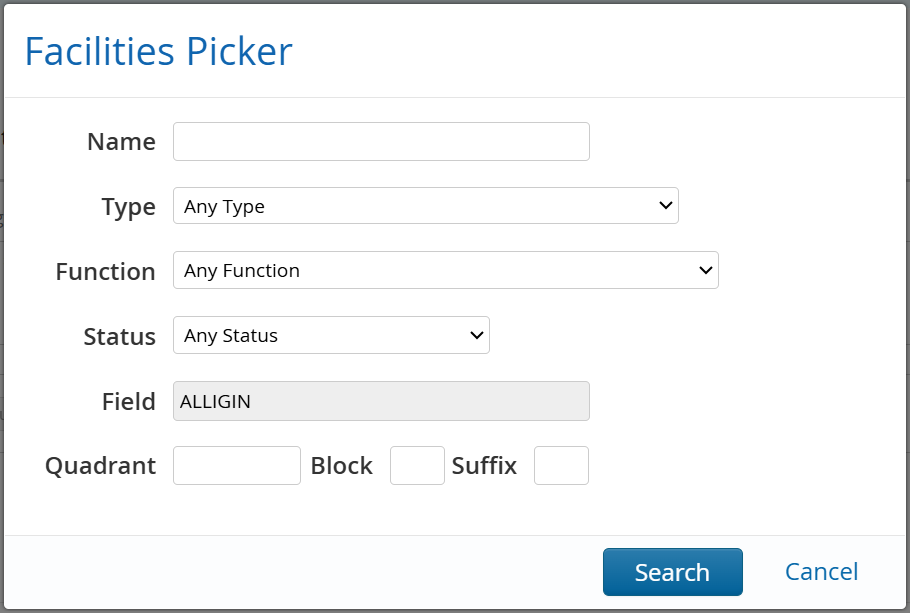 Facilities Picker
Name
Type Any Type
Function Any Function
Status Any Status
Field ALLIGIN
Quadrant Block Suffix
Search Cancel